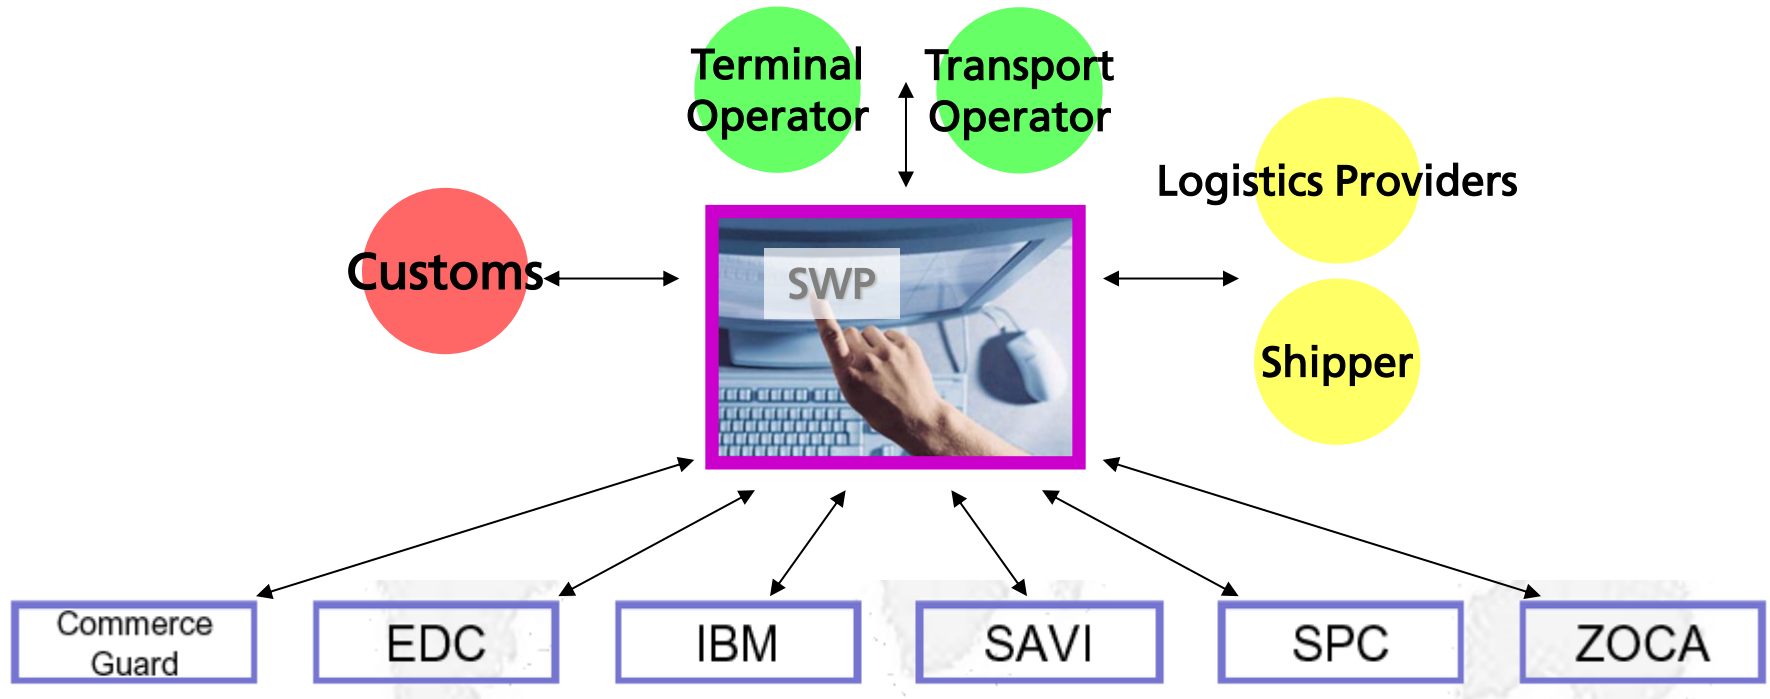 Terminal
Operator
Transport
Operator
Logistics Providers
Customs
SWP
Shipper
Commerce
Guard
EDC
IBM
SAVI
SPC
ZOCA